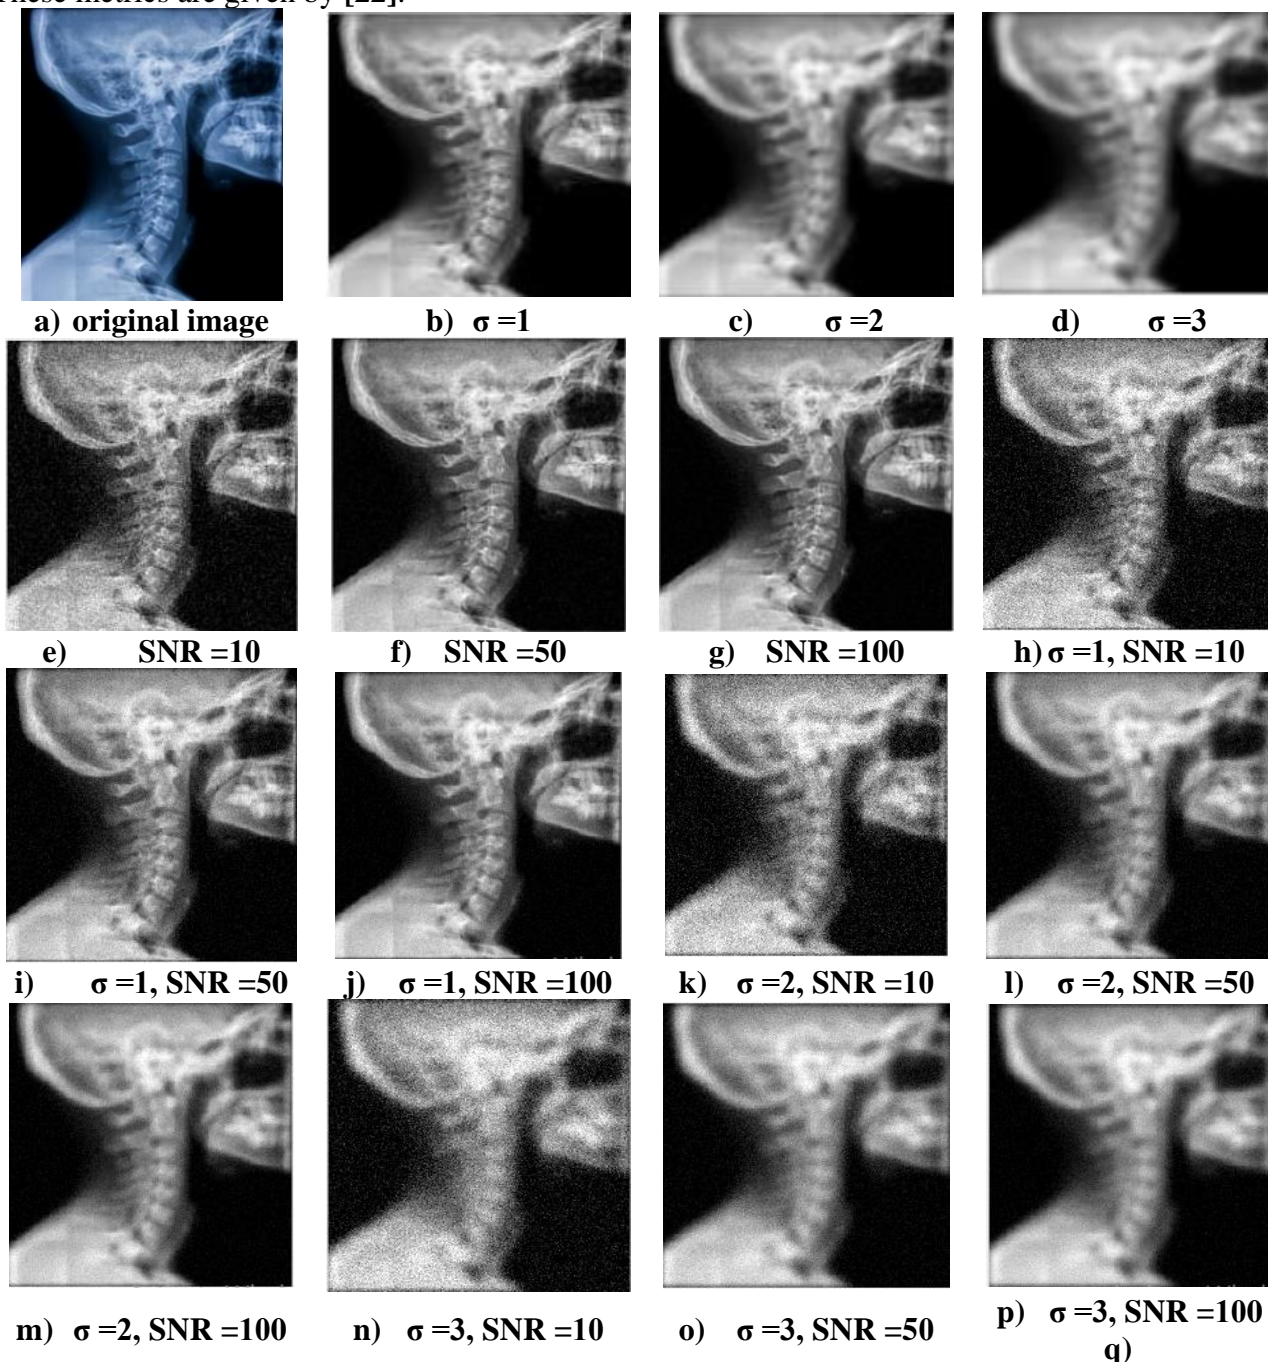 These metrics are given by [22].
a) original image
b) σ =1
c) σ =2
d) σ =3
e) SNR =10
f) SNR =50
g) SNR =100
h) σ =1, SNR =10
i) σ =1, SNR =50
j) σ =1, SNR =100
k) σ =2, SNR =10
l) σ =2, SNR =50
m) σ =2, SNR =100
n) σ =3, SNR =10
o) σ =3, SNR =50
p) σ =3, SNR =100
q)